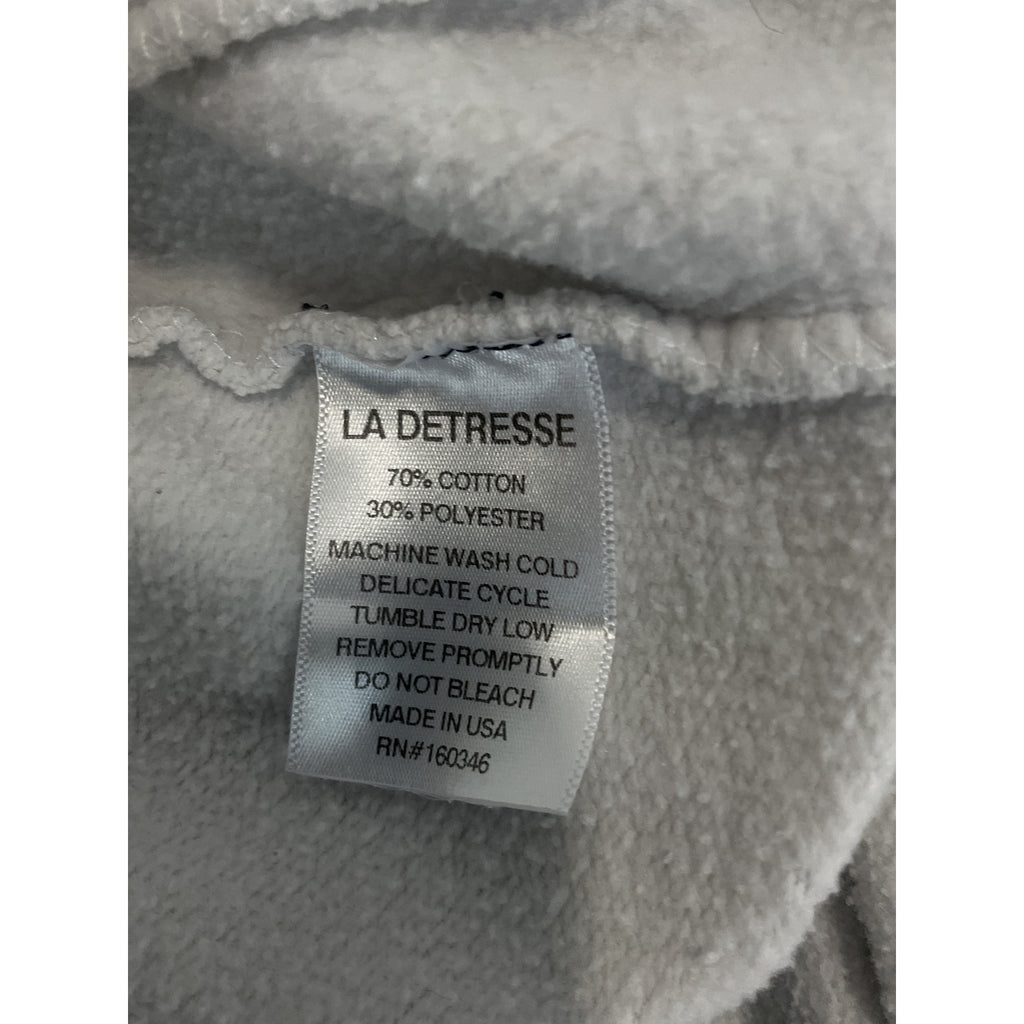 LA DETRESSE
70% COTTON
30% POLYESTER
MACHINE WASH COLD
DELICATE CYCLE
TUMBLE DRY LOW
REMOVE PROMPTLY
DO NOT BLEACH
MADE IN USA
RN#160346